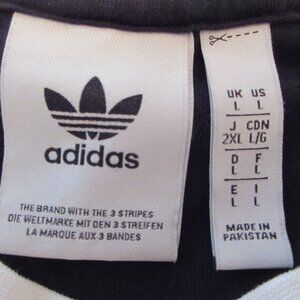 adidas
THE BRAND WITH THE 3 STRIPES
DIE WELTMARKE MIT DEN 3 STREIFEN
LA MARQUE AUX 3 BANDES
UK US
L L
J CDN
2XL L/G
D F
L L
E I
L L
MADE IN
PAKISTAN